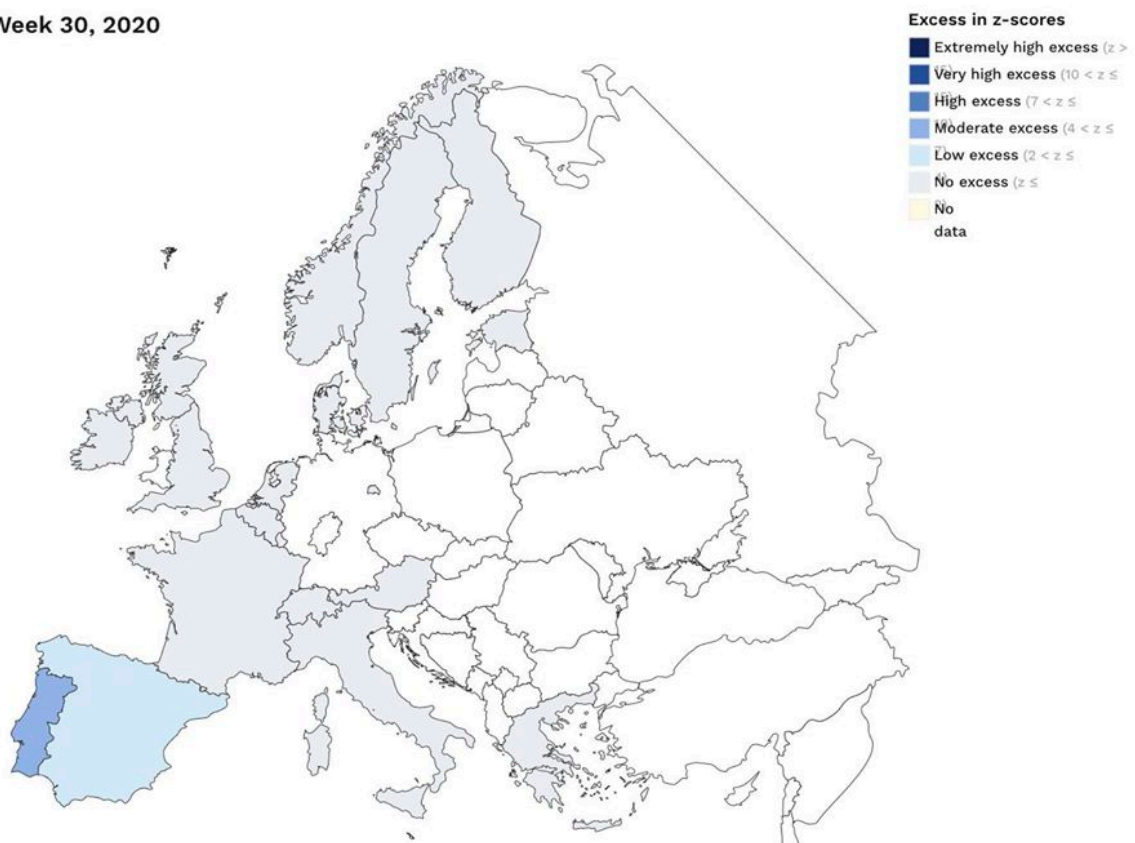 Week 30, 2020
Excess in z-scores
Extremely high excess (z >
Very high excess (10 < z ≤
High excess (7 < z ≤
Moderate excess (4 < z ≤
Low excess (2 < z ≤
No excess (z ≤
No
data